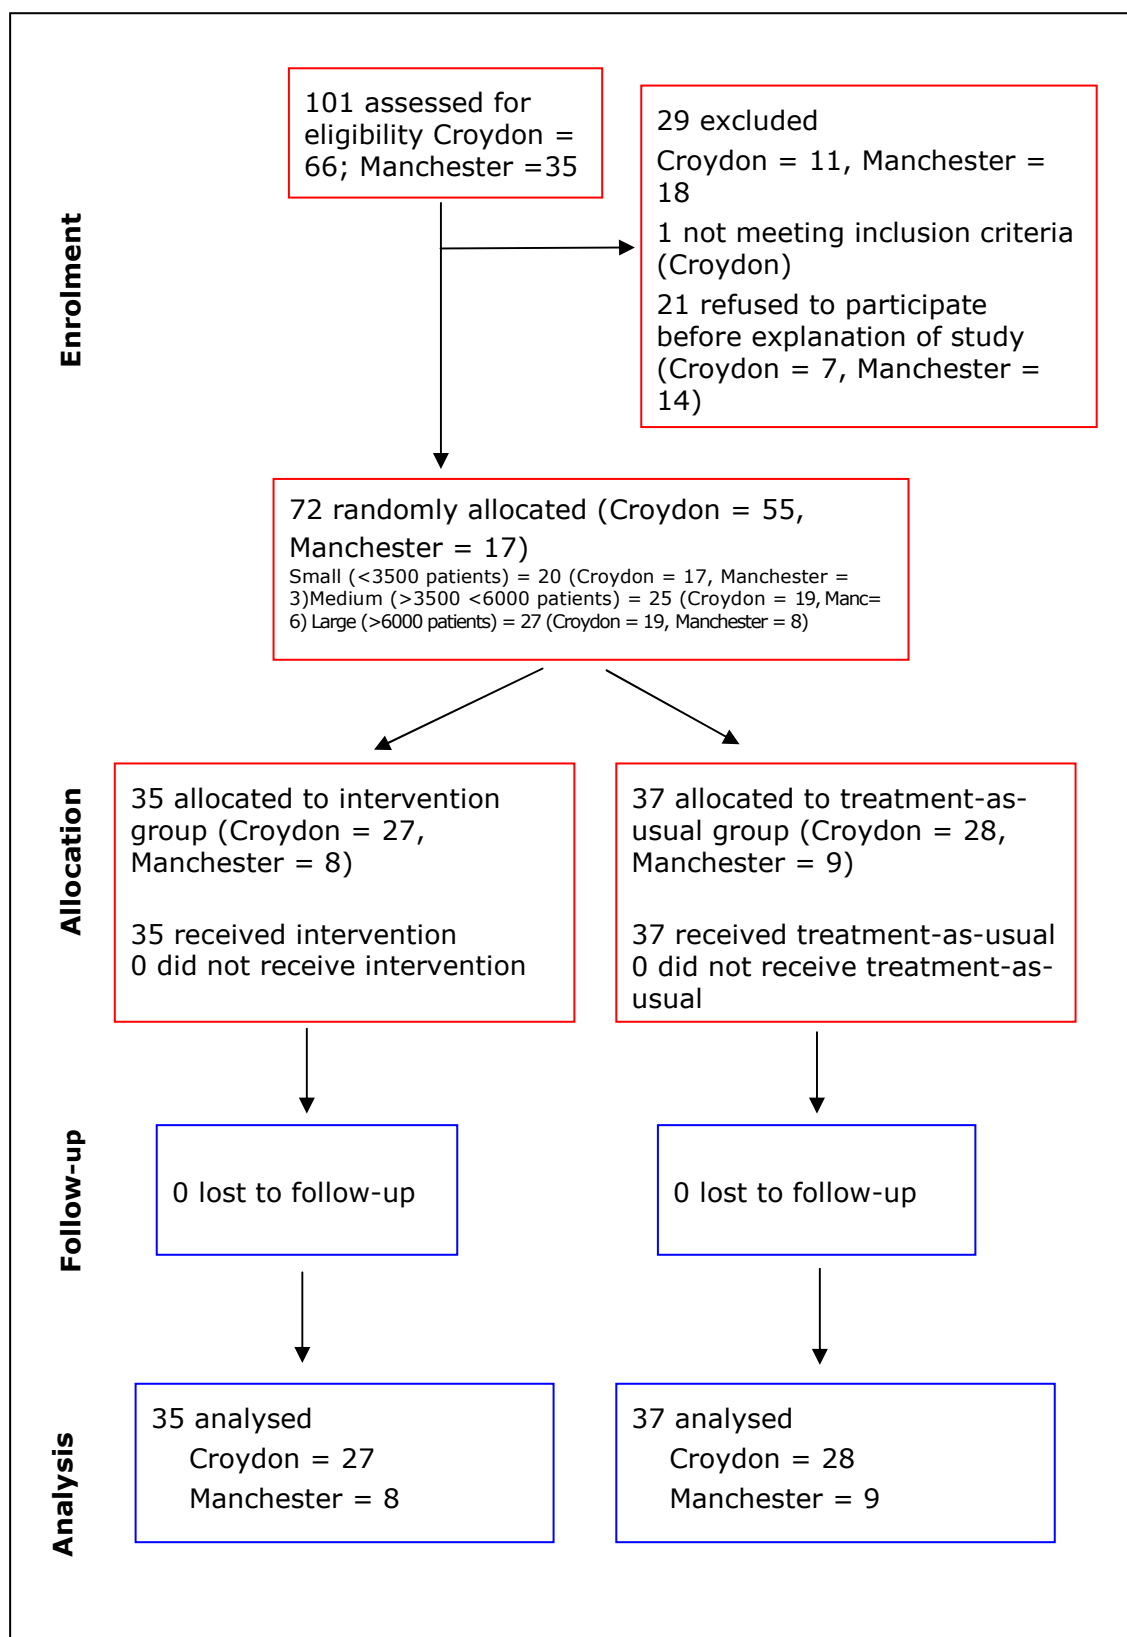 101 assessed for
eligibility Croydon =
66; Manchester =35
29 excluded
Croydon = 11, Manchester =
18
1 not meeting inclusion criteria
(Croydon)
21 refused to participate
before explanation of study
(Croydon = 7, Manchester =
14)
Enrolment
72 randomly allocated (Croydon = 55,
Manchester = 17)
Small (<3500 patients) = 20 (Croydon = 17, Manchester =
3)Medium (>3500 <6000 patients) = 25 (Croydon = 19, Manc=
6) Large (>6000 patients) = 27 (Croydon = 19, Manchester = 8)
Allocation
35 allocated to intervention
group (Croydon = 27,
Manchester = 8)
35 received intervention
0 did not receive intervention
37 allocated to treatment-as-
usual group (Croydon = 28,
Manchester = 9)
37 received treatment-as-usual
0 did not receive treatment-as-
usual
Follow-up
0 lost to follow-up
0 lost to follow-up
Analysis
35 analysed
Croydon = 27
Manchester = 8
37 analysed
Croydon = 28
Manchester = 9